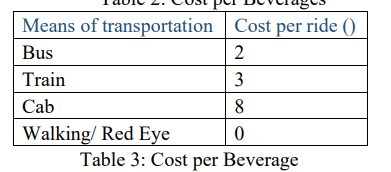 Table 2: Cost per Beverages
Means of transportation Cost per ride ()
Bus 2
Train 3
Cab 8
Walking/ Red Eye 0
Table 3: Cost per Beverage